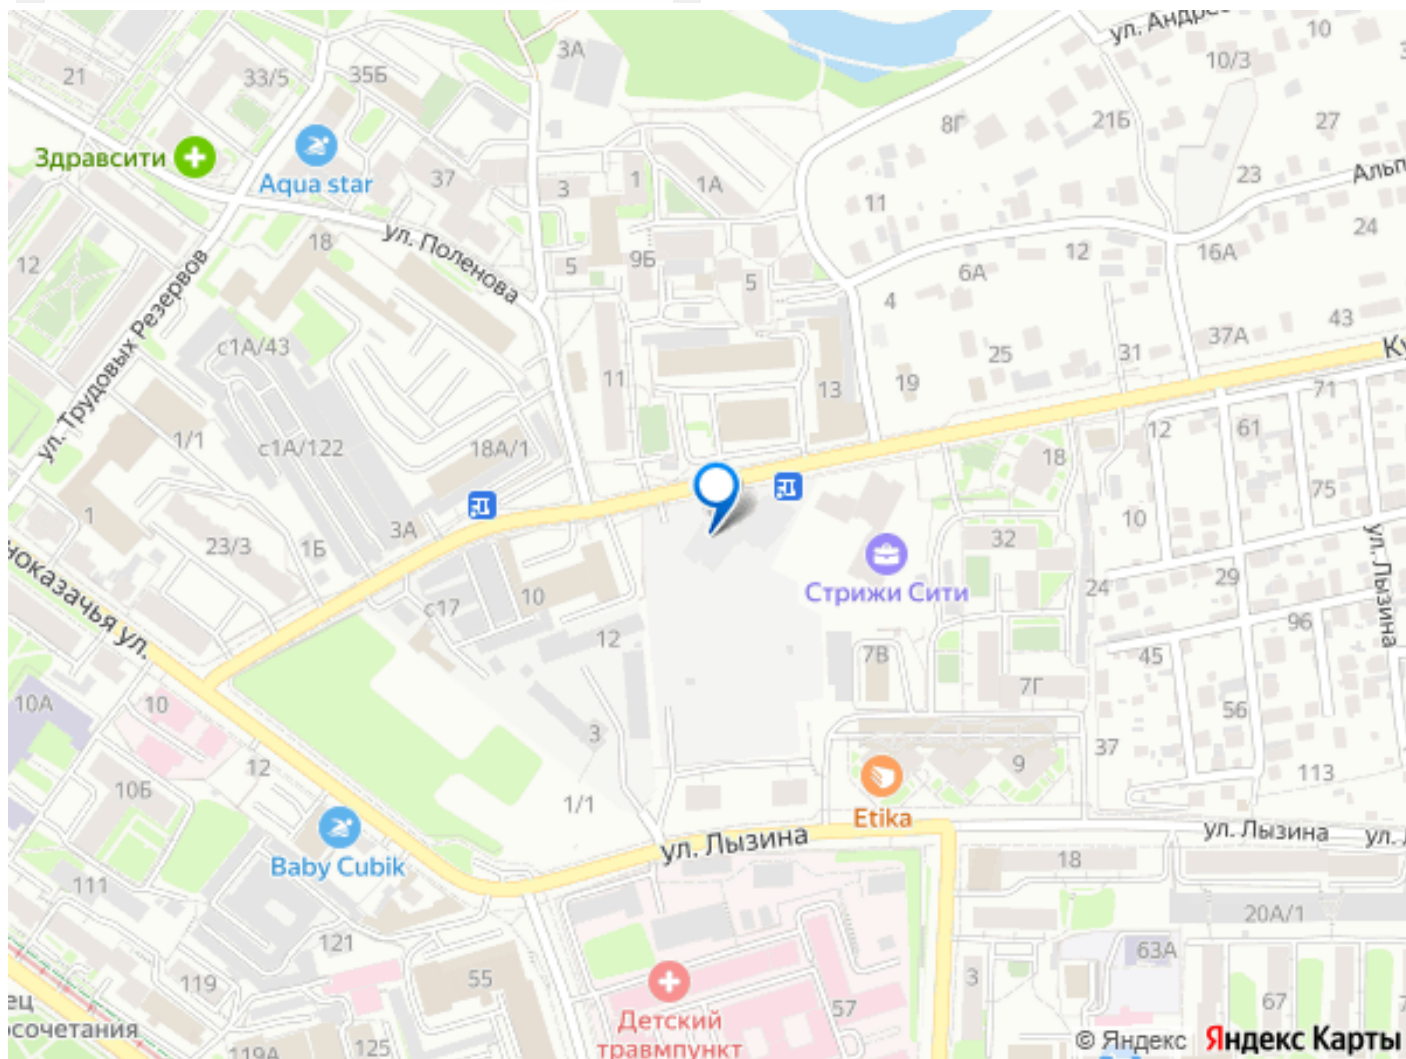 ул. Андрее
10
3А
10/3
21
33/5
35Б
8Г
21Б
27
Здравсити
Aqua star
37
3
1
1А
23
Альп
11
ул. Поленова
18
12
24
12
9Б
5
5
6А
16А
ул. Трудовых Резервов
4
43
37А
с1А/43
31
Ку
25
11
19
13
71
1/1
с1А/122
18А/1
12
61
18
75
1
10
3А
23/3
1Б
32
ноказачья ул.
Стрижи Сити
24
29
ул. Лызина
10
с17
12
96
7В
45
10А
10
7Г
56
3
37
12
9
113
10Б
1/1
Etika
ул. Лызина
ул. Лызина
ул. Л
Baby Cubik
18
111
20А/1
121
63А
119
55
3
ец
сочетания
57
67
7
Детский
травмпункт
119А
125
© Яндекс Яндекс Карты